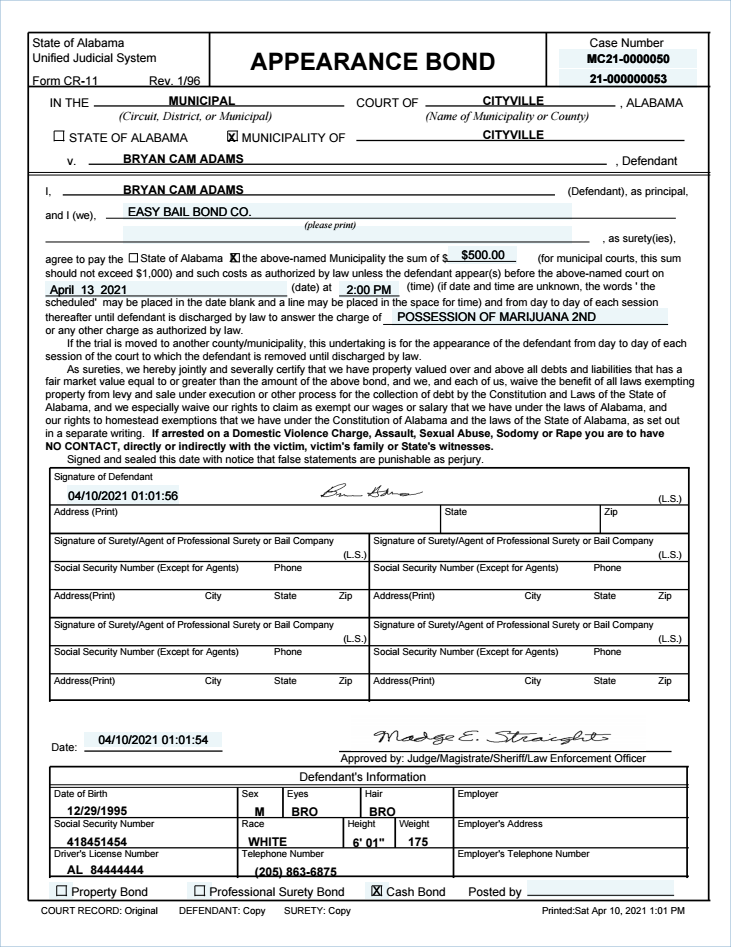 State of Alabama
Unified Judicial System
Form CR-11 Rev. 1/96
APPEARANCE BOND
Case Number
MC21-0000050
21-000000053
IN THE MUNICIPAL COURT OF CITYVILLE , ALABAMA
(Circuit, District, or Municipal) (Name of Municipality or County)
STATE OF ALABAMA X MUNICIPALITY OF CITYVILLE
v. BRYAN CAM ADAMS , Defendant
I, BRYAN CAM ADAMS (Defendant), as principal,
and I (we), EASY BAIL BOND CO.
(please print)
, as surety(ies),
agree to pay the State of Alabama X the above-named Municipality the sum of $ $500.00 (for municipal courts, this sum
should not exceed $1,000) and such costs as authorized by law unless the defendant appear(s) before the above-named court on
April 13 2021 (date) at 2:00 PM (time) (if date and time are unknown, the words ' the
scheduled' may be placed in the date blank and a line may be placed in the space for time) and from day to day of each session
thereafter until defendant is discharged by law to answer the charge of POSSESSION OF MARIJUANA 2ND
or any other charge as authorized by law.
If the trial is moved to another county/municipality, this undertaking is for the appearance of the defendant from day to day of each
session of the court to which the defendant is removed until discharged by law.
As sureties, we hereby jointly and severally certify that we have property valued over and above all debts and liabilities that has a
fair market value equal to or greater than the amount of the above bond, and we, and each of us, waive the benefit of all laws exempting
property from levy and sale under execution or other process for the collection of debt by the Constitution and Laws of the State of
Alabama, and we especially waive our rights to claim as exempt our wages or salary that we have under the laws of Alabama, and
our rights to homestead exemptions that we have under the Constitution of Alabama and the laws of the State of Alabama, as set out
in a separate writing. If arrested on a Domestic Violence Charge, Assault, Sexual Abuse, Sodomy or Rape you are to have
NO CONTACT, directly or indirectly with the victim, victim's family or State's witnesses.
Signed and sealed this date with notice that false statements are punishable as perjury.
Signature of Defendant
04/10/2021 01:01:56 (L.S.)
Address (Print) State Zip
Signature of Surety/Agent of Professional Surety or Bail Company Signature of Surety/Agent of Professional Surety or Bail Company
(L.S.) (L.S.)
Social Security Number (Except for Agents) Phone Social Security Number (Except for Agents) Phone
Address(Print) City State Zip Address(Print) City State Zip
Signature of Surety/Agent of Professional Surety or Bail Company Signature of Surety/Agent of Professional Surety or Bail Company
(L.S.) (L.S.)
Social Security Number (Except for Agents) Phone Social Security Number (Except for Agents) Phone
Address(Print) City State Zip Address(Print) City State Zip
Date: 04/10/2021 01:01:54 Madge E. Straight
Approved by: Judge/Magistrate/Sheriff/Law Enforcement Officer
Defendant's Information
Date of Birth Sex Eyes Hair Employer
12/29/1995 M BRO BRO
Social Security Number Race Height Weight Employer's Address
418451454 WHITE 6' 01" 175
Driver's License Number Telephone Number Employer's Telephone Number
AL 84444444 (205) 863-6875
Property Bond Professional Surety Bond X Cash Bond Posted by
COURT RECORD: Original DEFENDANT: Copy SURETY: Copy Printed:Sat Apr 10, 2021 1:01 PM